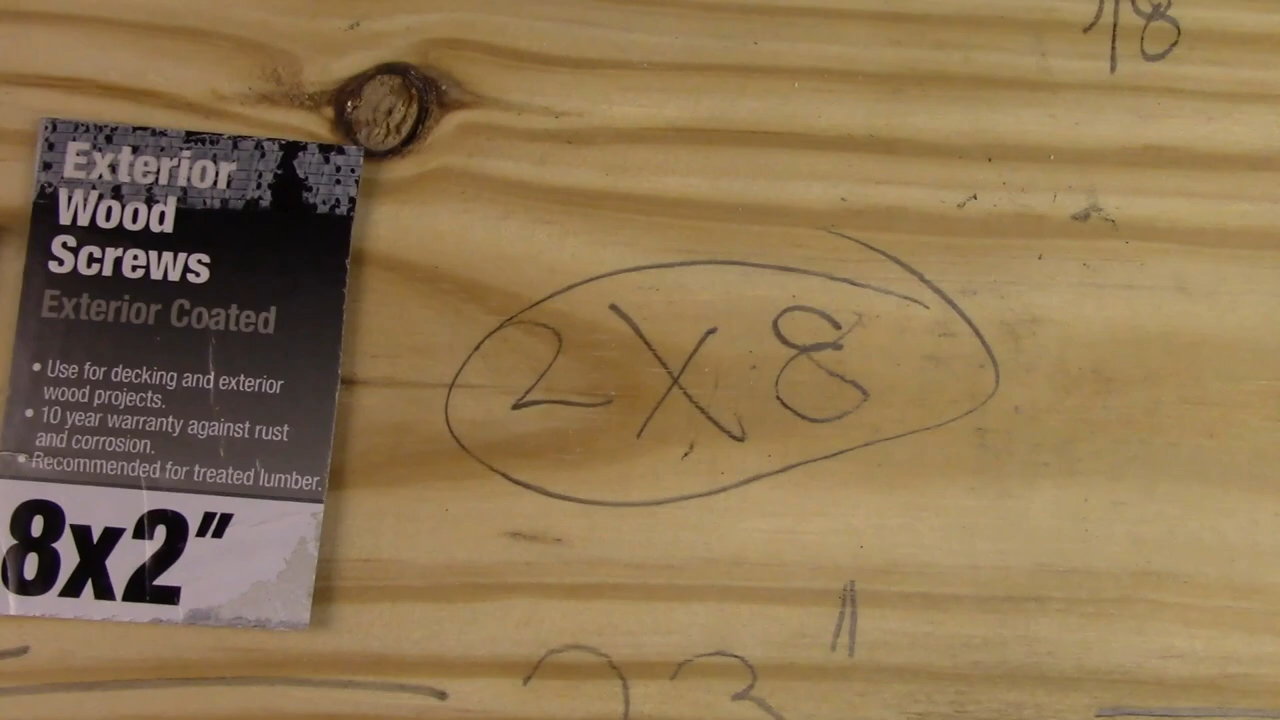 Exterior
Wood
Screws
Exterior Coated
• Use for decking and exterior
wood projects.
• 10 year warranty against rust
and corrosion.
• Recommended for treated lumber.
8x2"
2X8